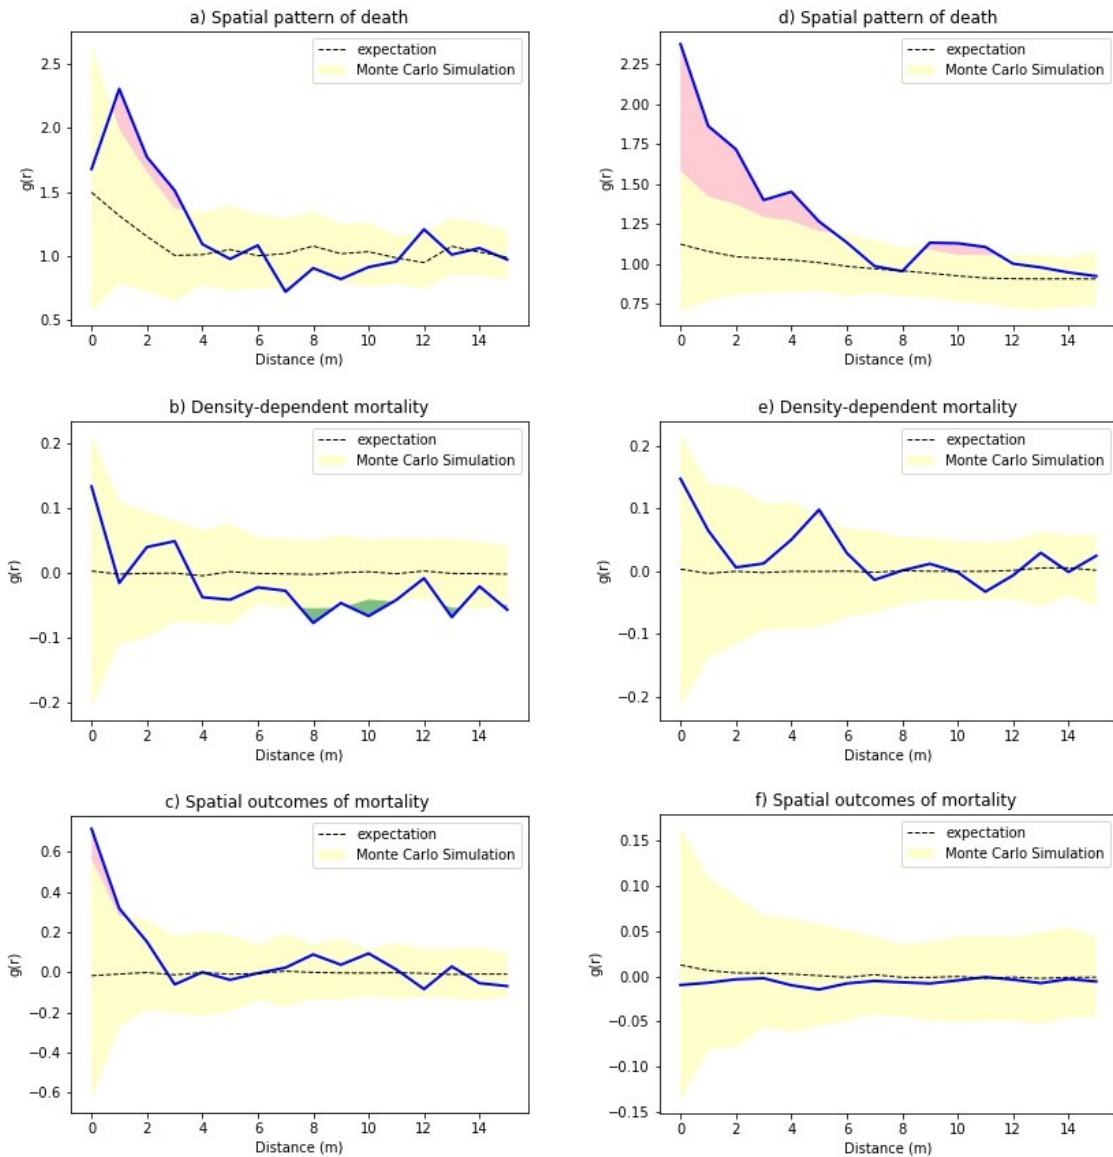 a) Spatial pattern of death
expectation
Monte Carlo Simulation
2.5
2.0
1.5
1.0
0.5
g(r)
0 2 4 6 8 10 12 14
Distance (m)
d) Spatial pattern of death
expectation
Monte Carlo Simulation
2.25
2.00
1.75
1.50
1.25
1.00
0.75
g(r)
0 2 4 6 8 10 12 14
Distance (m)
b) Density-dependent mortality
expectation
Monte Carlo Simulation
0.2
0.1
0.0
−0.1
−0.2
g(r)
0 2 4 6 8 10 12 14
Distance (m)
e) Density-dependent mortality
expectation
Monte Carlo Simulation
0.2
0.1
0.0
−0.1
−0.2
g(r)
0 2 4 6 8 10 12 14
Distance (m)
c) Spatial outcomes of mortality
expectation
Monte Carlo Simulation
0.6
0.4
0.2
0.0
−0.2
−0.4
−0.6
g(r)
0 2 4 6 8 10 12 14
Distance (m)
f) Spatial outcomes of mortality
expectation
Monte Carlo Simulation
0.15
0.10
0.05
0.00
−0.05
−0.10
−0.15
g(r)
0 2 4 6 8 10 12 14
Distance (m)